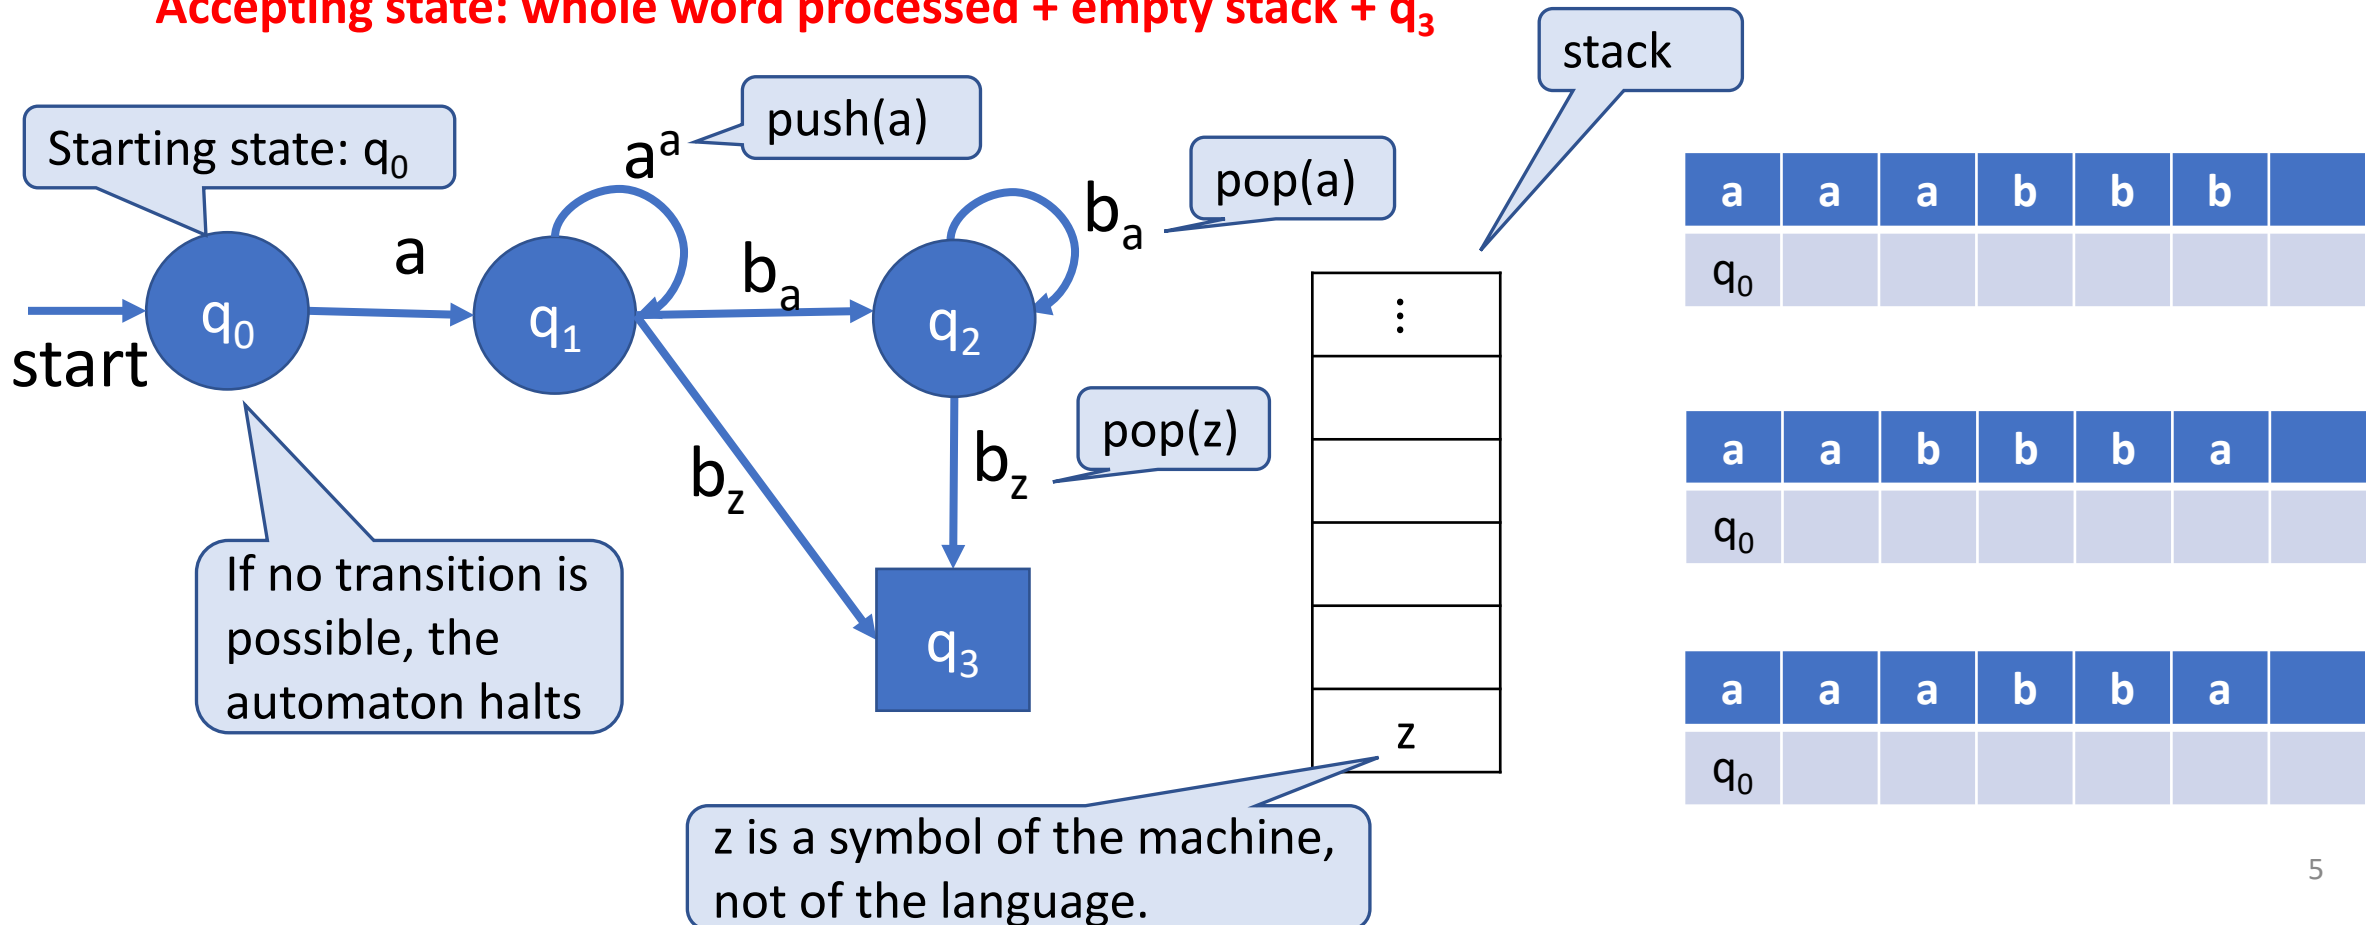 Accepting state: whole word processed + empty stack + q₃
stack
push(a)
Starting state: q₀
aᵃ
pop(a)
a
bₐ
bₐ
start
q₀
q₁
q₂
⋮
pop(z)
b_z
b_z
If no transition is
possible, the
automaton halts
q₃
z
z is a symbol of the machine,
not of the language.
a a a b b b
q₀
a a b b b a
q₀
a a a b b a
q₀
5